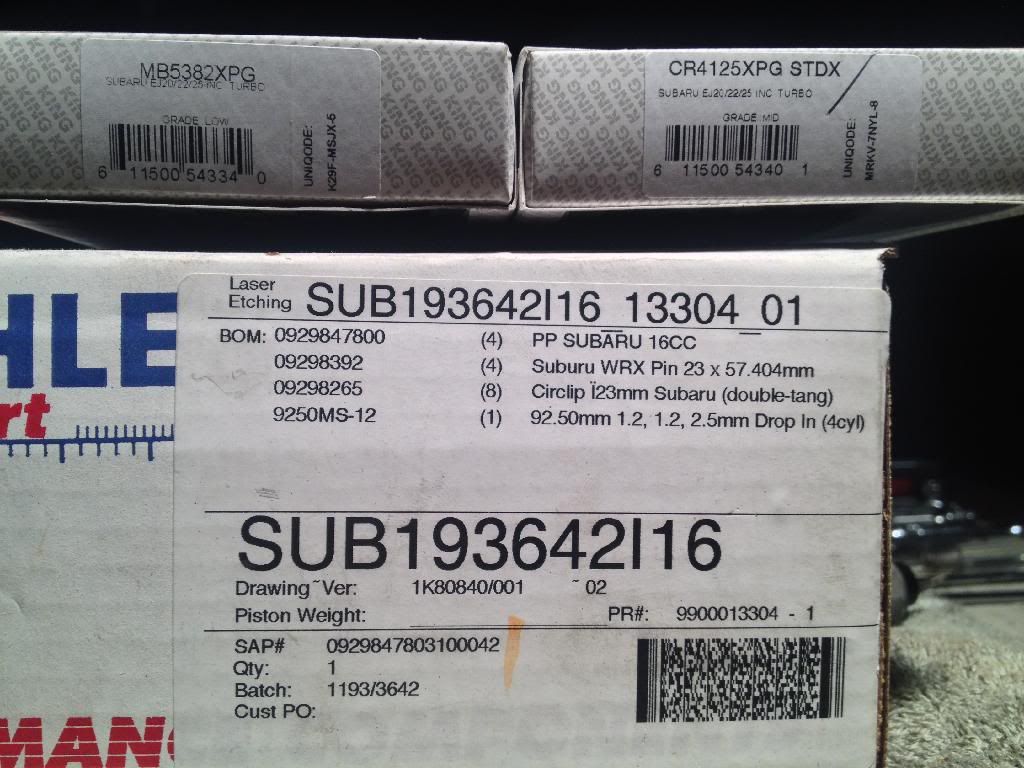 MB5382XPG
SUBARU EJ20/22/25 INC TURBO
GRADE LOW
6 11500 54334 0
UNIQODE:
K29F-MSJX-5
CR4125XPG STDX
SUBARU EJ20/22/25 INC TURBO
GRADE MID
6 11500 54340 1
UNIQODE:
MRKV-7NYL-8
KING
HLE
rt
MAN
Laser
Etching SUB193642I16_13304_01
BOM: 0929847800 (4) PP SUBARU 16CC
09298392 (4) Suburu WRX Pin 23 x 57.404mm
09298265 (8) Circlip Ï23mm Subaru (double-tang)
9250MS-12 (1) 92.50mm 1.2, 1.2, 2.5mm Drop In (4cyl)
SUB193642I16
Drawing~Ver: 1K80840/001 ~ 02
Piston Weight: PR#: 9900013304 - 1
SAP# 0929847803100042
Qty: 1
Batch: 1193/3642
Cust PO: